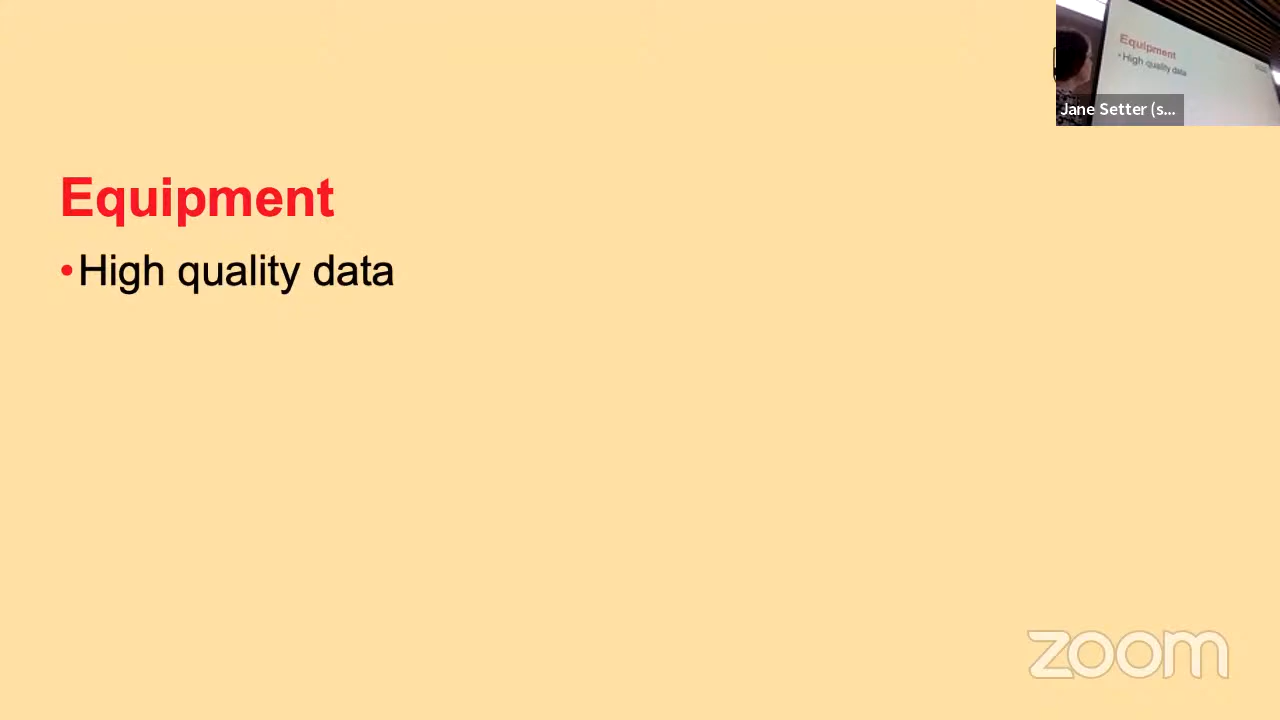 Equipment
•High quality data
Equipment
• High quality data
Jane Setter (s...
zoom